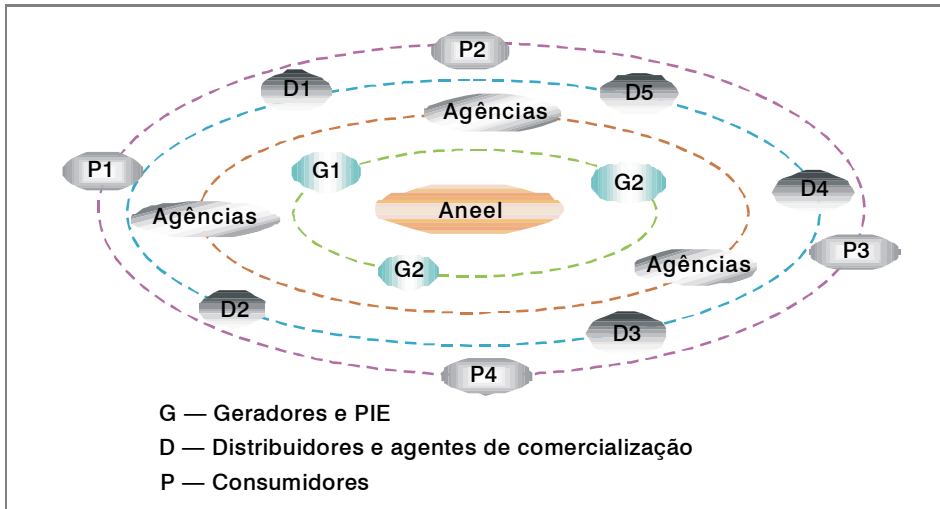 P2
D1
D5
Agências
P1
G1
G2
D4
Aneel
Agências
P3
Agências
G2
D2
D3
P4
G — Geradores e PIE
D — Distribuidores e agentes de comercialização
P — Consumidores